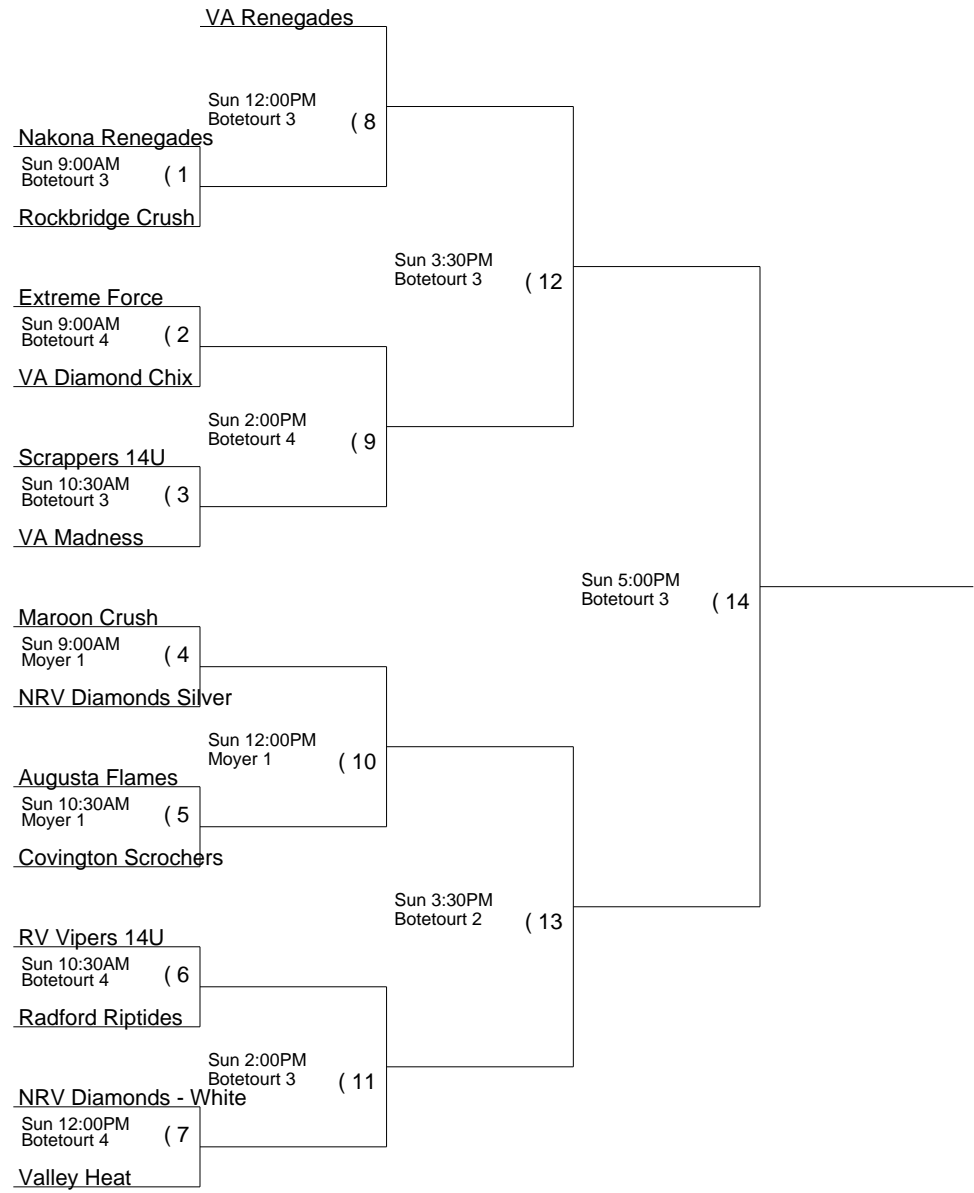 VA Renegades
Sun 12:00PM
Botetourt 3
( 8
Nakona Renegades
Sun 9:00AM
Botetourt 3
( 1
Rockbridge Crush
Sun 3:30PM
Botetourt 3
( 12
Extreme Force
Sun 9:00AM
Botetourt 4
( 2
VA Diamond Chix
Sun 2:00PM
Botetourt 4
( 9
Scrappers 14U
Sun 10:30AM
Botetourt 3
( 3
VA Madness
Sun 5:00PM
Botetourt 3
( 14
Maroon Crush
Sun 9:00AM
Moyer 1
( 4
NRV Diamonds Silver
Sun 12:00PM
Moyer 1
( 10
Augusta Flames
Sun 10:30AM
Moyer 1
( 5
Covington Scrochers
Sun 3:30PM
Botetourt 2
( 13
RV Vipers 14U
Sun 10:30AM
Botetourt 4
( 6
Radford Riptides
Sun 2:00PM
Botetourt 3
( 11
NRV Diamonds - White
Sun 12:00PM
Botetourt 4
( 7
Valley Heat